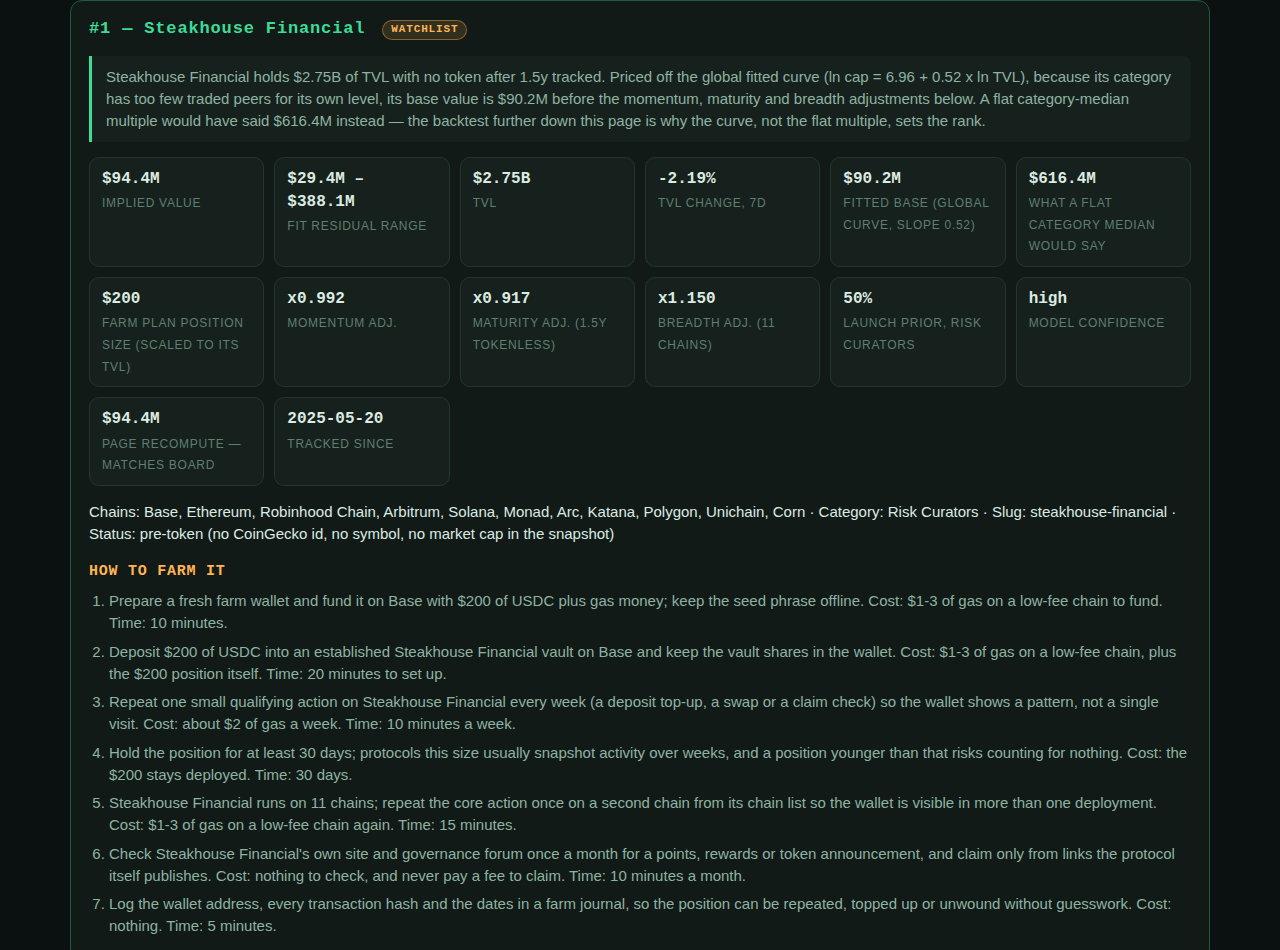 #1 — Steakhouse Financial WATCHLIST
Steakhouse Financial holds $2.75B of TVL with no token after 1.5y tracked. Priced off the global fitted curve (ln cap = 6.96 + 0.52 x ln TVL), because its category
has too few traded peers for its own level, its base value is $90.2M before the momentum, maturity and breadth adjustments below. A flat category-median
multiple would have said $616.4M instead — the backtest further down this page is why the curve, not the flat multiple, sets the rank.
$94.4M
IMPLIED VALUE
$29.4M –
$388.1M
FIT RESIDUAL RANGE
$2.75B
TVL
-2.19%
TVL CHANGE, 7D
$90.2M
FITTED BASE (GLOBAL
CURVE, SLOPE 0.52)
$616.4M
WHAT A FLAT
CATEGORY MEDIAN
WOULD SAY
$200
FARM PLAN POSITION
SIZE (SCALED TO ITS
TVL)
x0.992
MOMENTUM ADJ.
x0.917
MATURITY ADJ. (1.5Y
TOKENLESS)
x1.150
BREADTH ADJ. (11
CHAINS)
50%
LAUNCH PRIOR, RISK
CURATORS
high
MODEL CONFIDENCE
$94.4M
PAGE RECOMPUTE —
MATCHES BOARD
2025-05-20
TRACKED SINCE
Chains: Base, Ethereum, Robinhood Chain, Arbitrum, Solana, Monad, Arc, Katana, Polygon, Unichain, Corn · Category: Risk Curators · Slug: steakhouse-financial ·
Status: pre-token (no CoinGecko id, no symbol, no market cap in the snapshot)
HOW TO FARM IT
1. Prepare a fresh farm wallet and fund it on Base with $200 of USDC plus gas money; keep the seed phrase offline. Cost: $1-3 of gas on a low-fee chain to fund.
Time: 10 minutes.
2. Deposit $200 of USDC into an established Steakhouse Financial vault on Base and keep the vault shares in the wallet. Cost: $1-3 of gas on a low-fee chain, plus
the $200 position itself. Time: 20 minutes to set up.
3. Repeat one small qualifying action on Steakhouse Financial every week (a deposit top-up, a swap or a claim check) so the wallet shows a pattern, not a single
visit. Cost: about $2 of gas a week. Time: 10 minutes a week.
4. Hold the position for at least 30 days; protocols this size usually snapshot activity over weeks, and a position younger than that risks counting for nothing. Cost: the
$200 stays deployed. Time: 30 days.
5. Steakhouse Financial runs on 11 chains; repeat the core action once on a second chain from its chain list so the wallet is visible in more than one deployment.
Cost: $1-3 of gas on a low-fee chain again. Time: 15 minutes.
6. Check Steakhouse Financial's own site and governance forum once a month for a points, rewards or token announcement, and claim only from links the protocol
itself publishes. Cost: nothing to check, and never pay a fee to claim. Time: 10 minutes a month.
7. Log the wallet address, every transaction hash and the dates in a farm journal, so the position can be repeated, topped up or unwound without guesswork. Cost:
nothing. Time: 5 minutes.